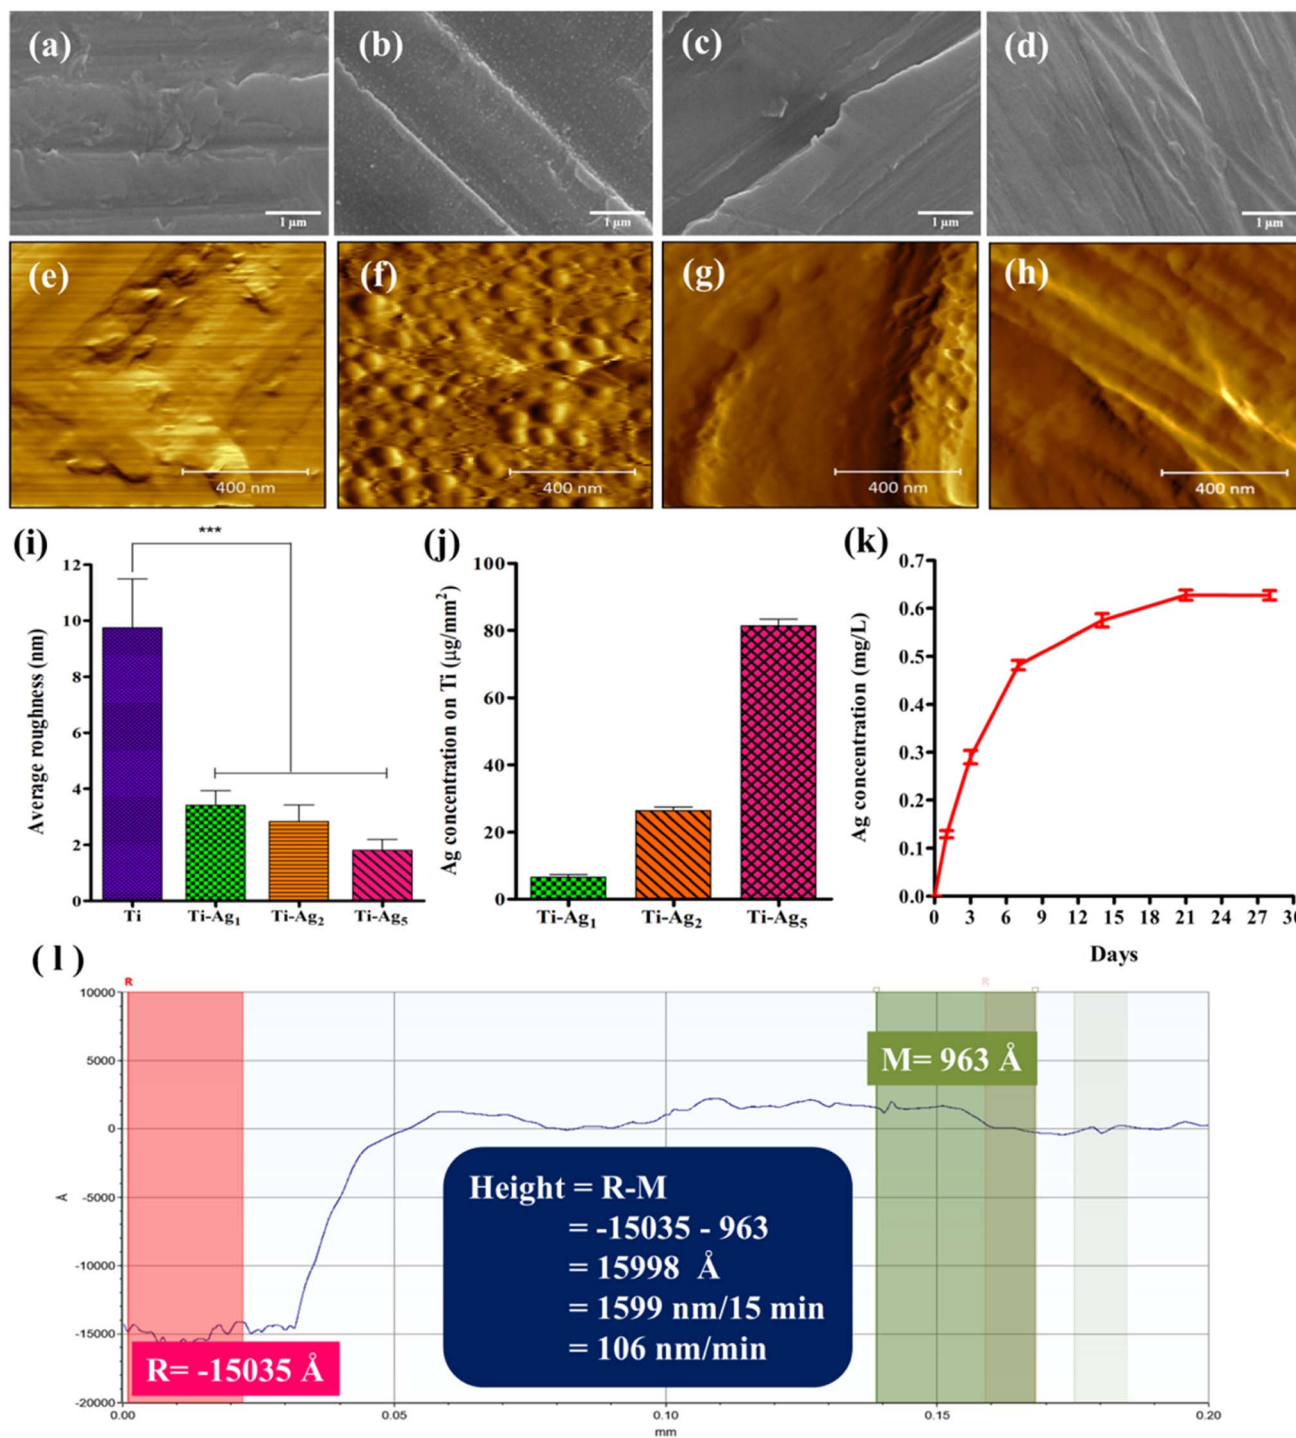 (a)
(b)
(c)
(d)
1 µm
1 µm
1 µm
1 µm
(e)
(f)
(g)
(h)
400 nm
400 nm
400 nm
400 nm
(i)
***
Average roughness (nm)
12
10
8
6
4
2
0
Ti
Ti-Ag1
Ti-Ag2
Ti-Ag5
(j)
Ag concentration on Ti (µg/mm2)
100
80
60
40
20
0
Ti-Ag1
Ti-Ag2
Ti-Ag5
(k)
Ag concentration (mg/L)
0.7
0.6
0.5
0.4
0.3
0.2
0.1
0.0
0 3 6 9 12 15 18 21 24 27 30
Days
( l )
R
R
10000
5000
0
-5000
-10000
-15000
-20000
Å
M= 963 Å
Height = R-M
= -15035 - 963
= 15998 Å
= 1599 nm/15 min
= 106 nm/min
R= -15035 Å
0.00 0.05 0.10 0.15 0.20
mm